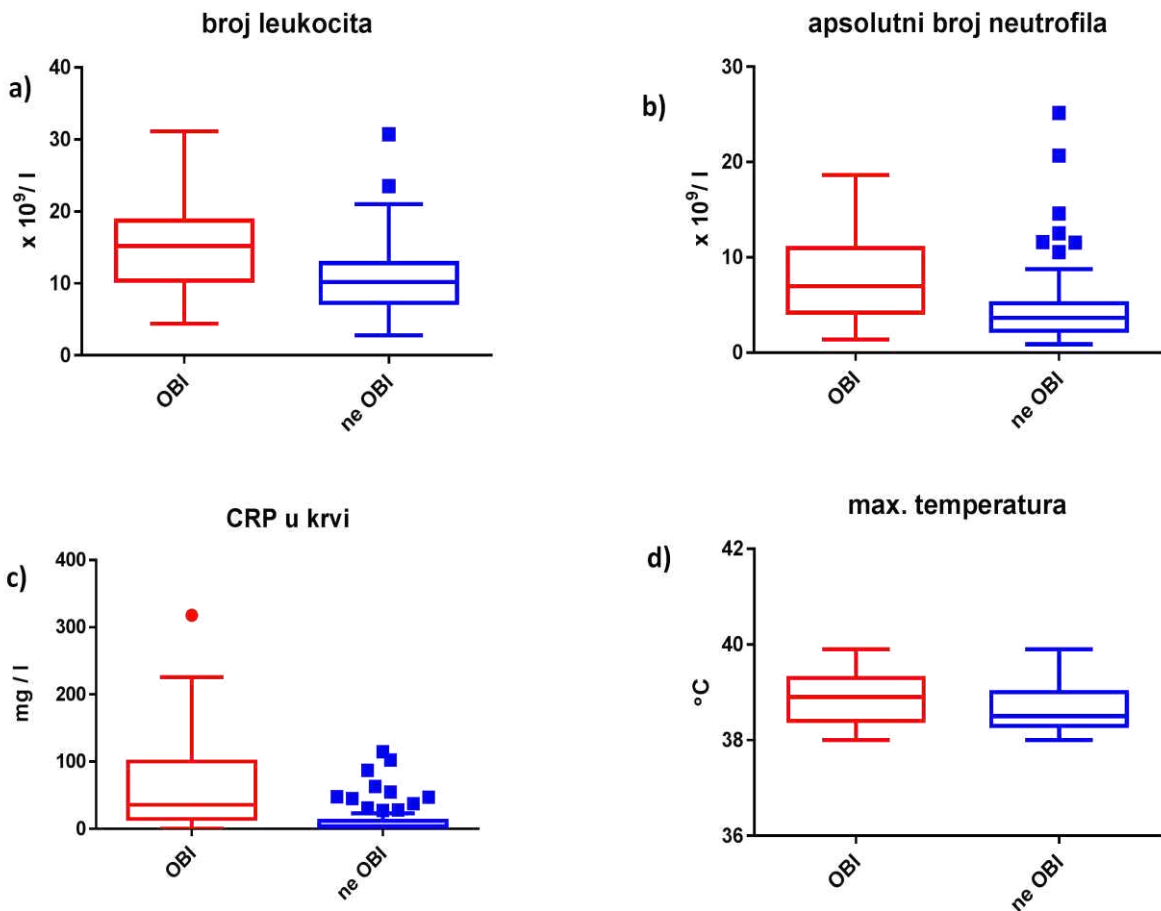 broj leukocita
a)
x 10⁹/ l
40
30
20
10
0
OBI
ne OBI
apsolutni broj neutrofila
b)
x 10⁹/ l
30
20
10
0
OBI
ne OBI
CRP u krvi
c)
mg / l
400
300
200
100
0
OBI
ne OBI
max. temperatura
d)
°C
42
40
38
36
OBI
ne OBI